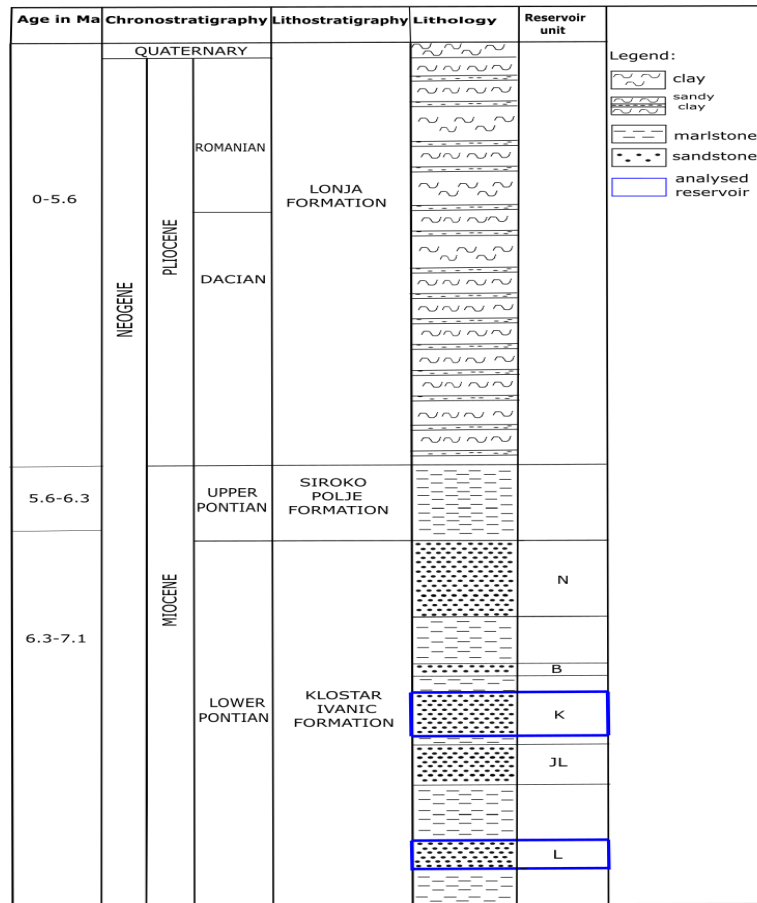 Age in Ma Chronostratigraphy Lithostratigraphy Lithology Reservoir
unit
QUATERNARY
NEOGENE
PLIOCENE
ROMANIAN
0-5.6
LONJA
FORMATION
DACIAN
5.6-6.3
UPPER
PONTIAN
SIROKO
POLJE
FORMATION
MIOCENE
6.3-7.1
LOWER
PONTIAN
KLOSTAR
IVANIC
FORMATION
N
B
K
JL
L
Legend:
clay
sandy
clay
marlstone
sandstone
analysed
reservoir